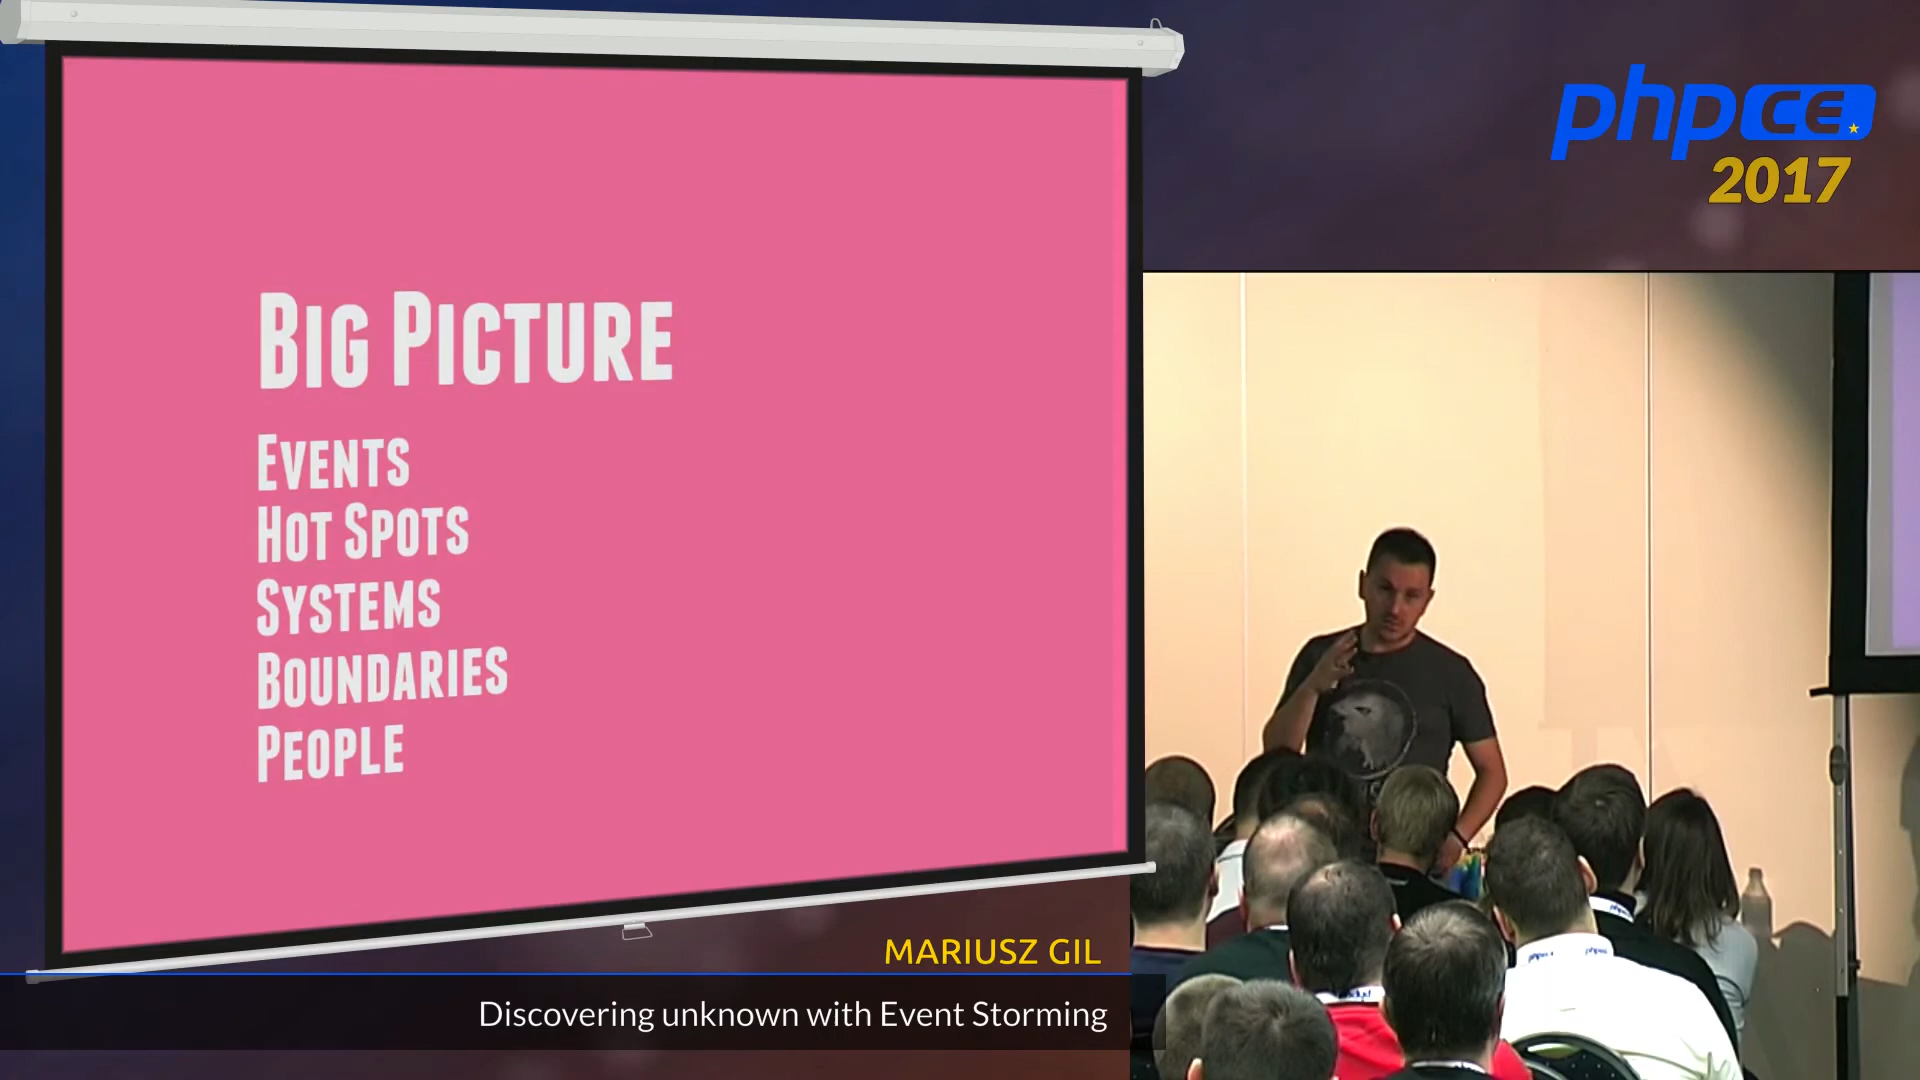 BIG PICTURE
EVENTS
HOT SPOTS
SYSTEMS
BOUNDARIES
PEOPLE
phpCE
2017
MARIUSZ GIL
Discovering unknown with Event Storming